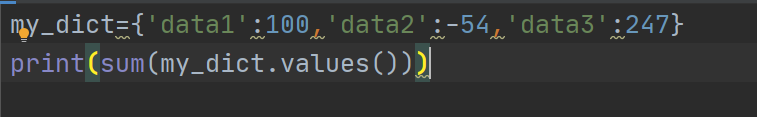 my_dict={'data1':100,'data2':-54,'data3':247}
print(sum(my_dict.values()))